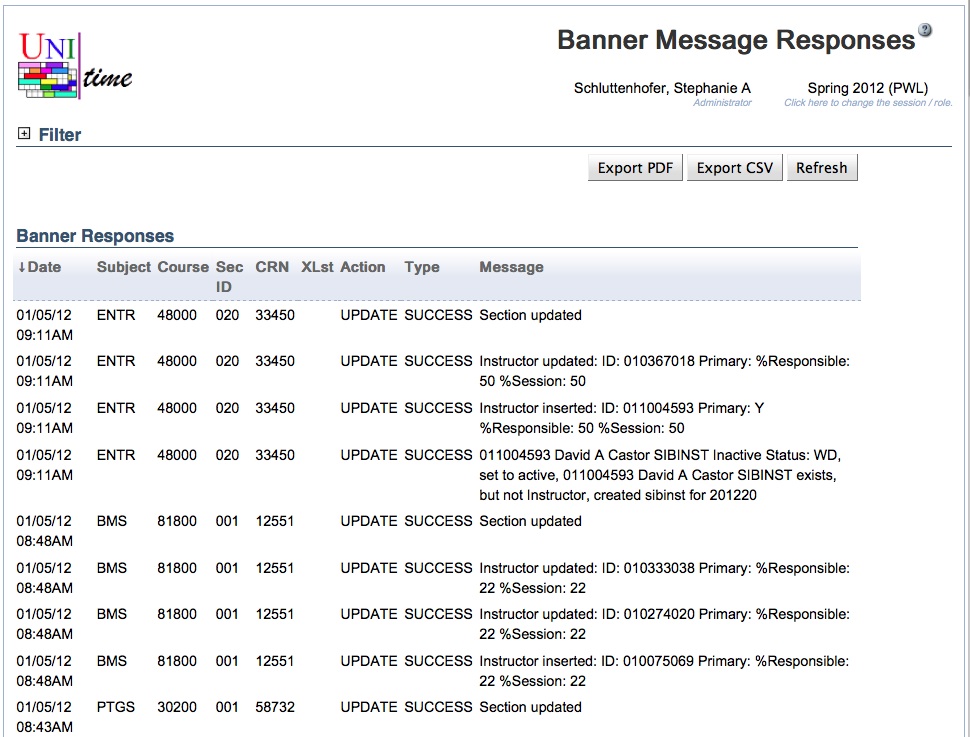 UNI time
Banner Message Responses ?
Schluttenhofer, Stephanie A Spring 2012 (PWL)
Administrator Click here to change the session / role.
+ Filter
Export PDF Export CSV Refresh
Banner Responses
↓Date Subject Course Sec CRN XLst Action Type Message
ID
01/05/12 ENTR 48000 020 33450 UPDATE SUCCESS Section updated
09:11AM
01/05/12 ENTR 48000 020 33450 UPDATE SUCCESS Instructor updated: ID: 010367018 Primary: %Responsible:
09:11AM 50 %Session: 50
01/05/12 ENTR 48000 020 33450 UPDATE SUCCESS Instructor inserted: ID: 011004593 Primary: Y
09:11AM %Responsible: 50 %Session: 50
01/05/12 ENTR 48000 020 33450 UPDATE SUCCESS 011004593 David A Castor SIBINST Inactive Status: WD,
09:11AM set to active, 011004593 David A Castor SIBINST exists,
but not Instructor, created sibinst for 201220
01/05/12 BMS 81800 001 12551 UPDATE SUCCESS Section updated
08:48AM
01/05/12 BMS 81800 001 12551 UPDATE SUCCESS Instructor updated: ID: 010333038 Primary: %Responsible:
08:48AM 22 %Session: 22
01/05/12 BMS 81800 001 12551 UPDATE SUCCESS Instructor updated: ID: 010274020 Primary: %Responsible:
08:48AM 22 %Session: 22
01/05/12 BMS 81800 001 12551 UPDATE SUCCESS Instructor inserted: ID: 010075069 Primary: %Responsible:
08:48AM 22 %Session: 22
01/05/12 PTGS 30200 001 58732 UPDATE SUCCESS Section updated
08:43AM